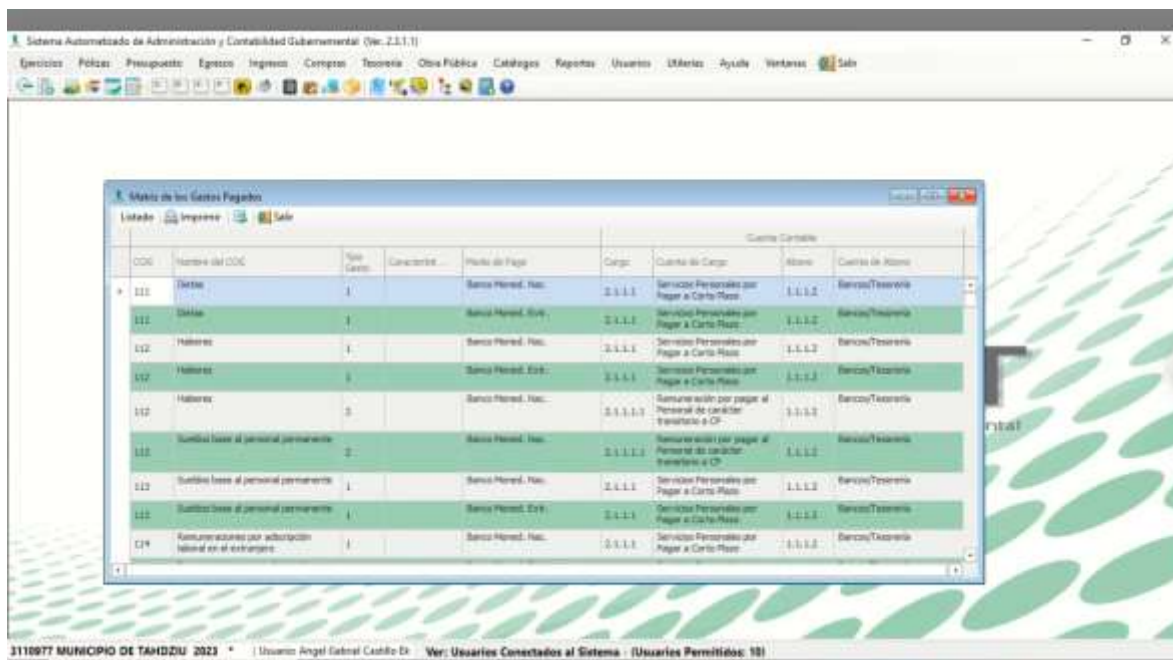 Sistema Automatizado de Administración y Contabilidad Gubernamental (Ver. 2.3.1.1)
Ejercicios Pólizas Presupuesto Egresos Ingresos Compras Tesorería Obra Pública Catálogos Reportes Usuarios Utilerías Ayuda Ventanas Salir
Matriz de los Gastos Pagados
Listado Imprime Salir
Cuenta Contable
COG Nombre del COG Tipo Gasto Característ... Medio de Pago Cargo Cuenta de Cargo Abono Cuenta de Abono
111 Dietas 1 Banco Moned. Nac. 2.1.1.1 Servicios Personales por Pagar a Corto Plazo 1.1.1.2 Bancos/Tesorería
111 Dietas 1 Banco Moned. Extr. 2.1.1.1 Servicios Personales por Pagar a Corto Plazo 1.1.1.2 Bancos/Tesorería
112 Haberes 1 Banco Moned. Nac. 2.1.1.1 Servicios Personales por Pagar a Corto Plazo 1.1.1.2 Bancos/Tesorería
112 Haberes 1 Banco Moned. Extr. 2.1.1.1 Servicios Personales por Pagar a Corto Plazo 1.1.1.2 Bancos/Tesorería
112 Haberes Banco Moned. Nac. 2.1.1.1.1 Remuneración por pagar al Personal de carácter transitorio a CP 1.1.1.2 Bancos/Tesorería
Sueldos base al personal permanente 2 Banco Moned. Nac. 2.1.1.1.1 Remuneración por pagar al Personal de carácter transitorio a CP 1.1.1.2 Bancos/Tesorería
113 Sueldos base al personal permanente 1 Banco Moned. Nac. 2.1.1.1 Servicios Personales por Pagar a Corto Plazo 1.1.1.2 Bancos/Tesorería
113 Sueldos base al personal permanente 1 Banco Moned. Extr. 2.1.1.1 Servicios Personales por Pagar a Corto Plazo 1.1.1.2 Bancos/Tesorería
114 Remuneraciones por adscripción laboral en el extranjero 1 Banco Moned. Nac. 2.1.1.1 Servicios Personales por Pagar a Corto Plazo 1.1.1.2 Bancos/Tesorería
T
ntal
3110977 MUNICIPIO DE TAHDZIU 2023 * | Usuario: Angel Gabriel Castillo Ek Ver: Usuarios Conectados al Sistema - (Usuarios Permitidos: 10)